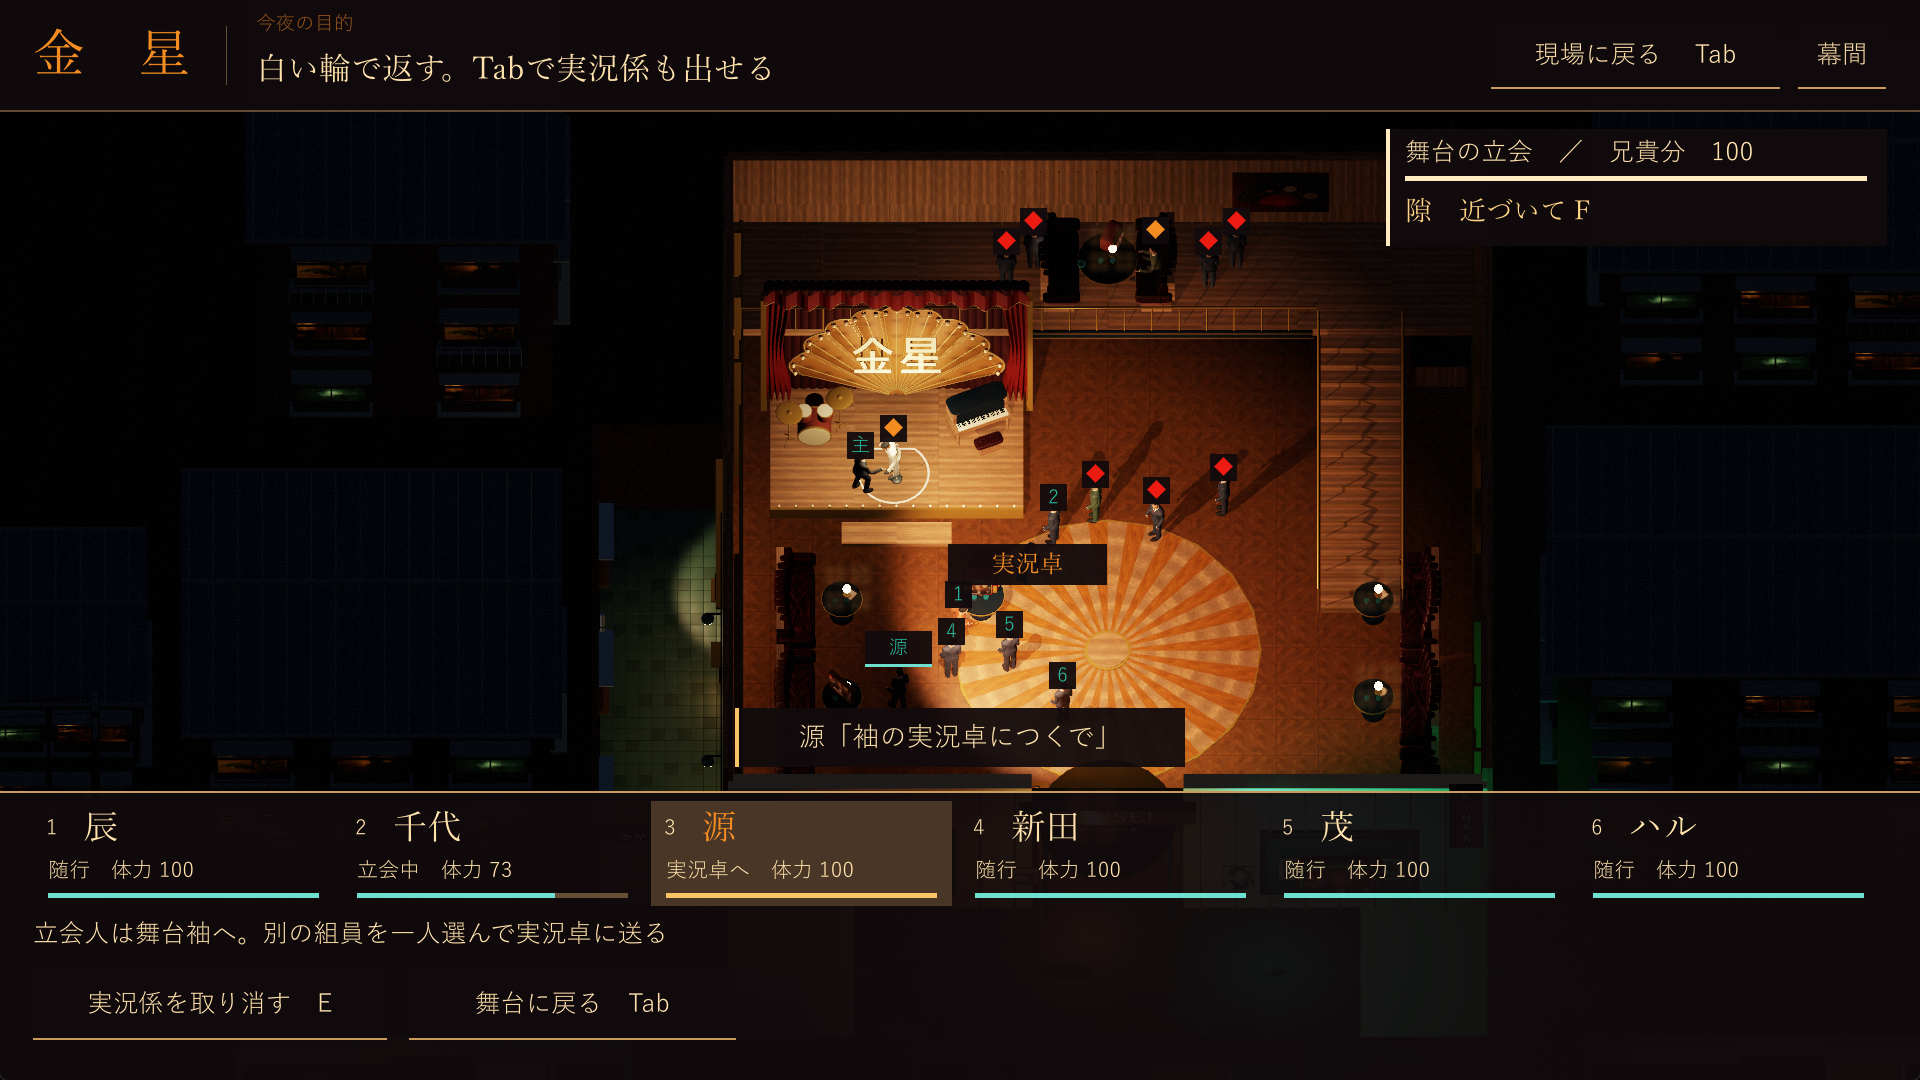 金星
今夜の目的
白い輪で返す。Tabで実況係も出せる
現場に戻る Tab
幕間
舞台の立会 ／ 兄貴分 100
隙 近づいて F
金星
主
2
実況卓
1
4
5
源
6
源「袖の実況卓につくで」
1 辰
随行 体力 100
2 千代
立会中 体力 73
3 源
実況卓へ 体力 100
4 新田
随行 体力 100
5 茂
随行 体力 100
6 ハル
随行 体力 100
立会人は舞台袖へ。別の組員を一人選んで実況卓に送る
実況係を取り消す E
舞台に戻る Tab